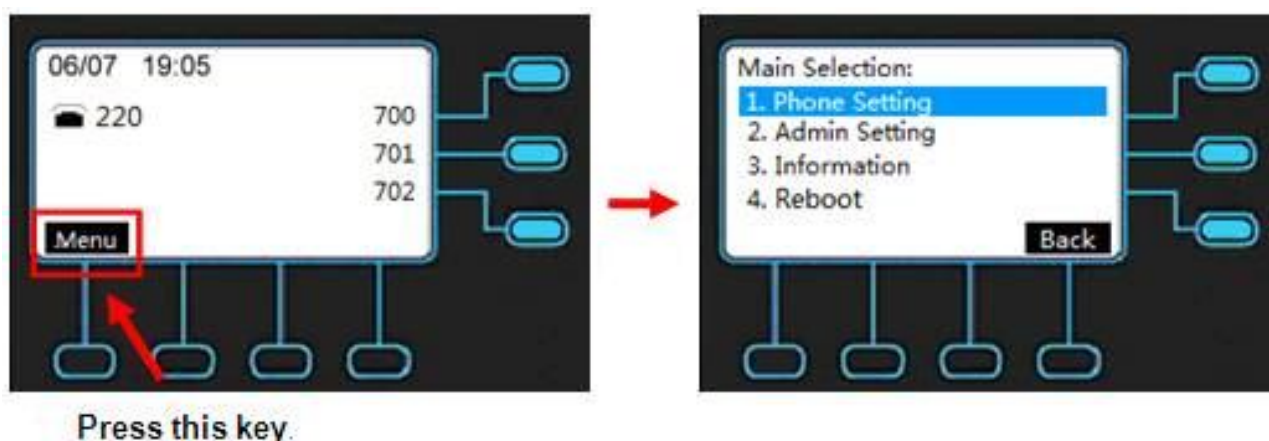 06/07 19:05
220
700
701
702
Menu
Press this key.
Main Selection:
1. Phone Setting
2. Admin Setting
3. Information
4. Reboot
Back